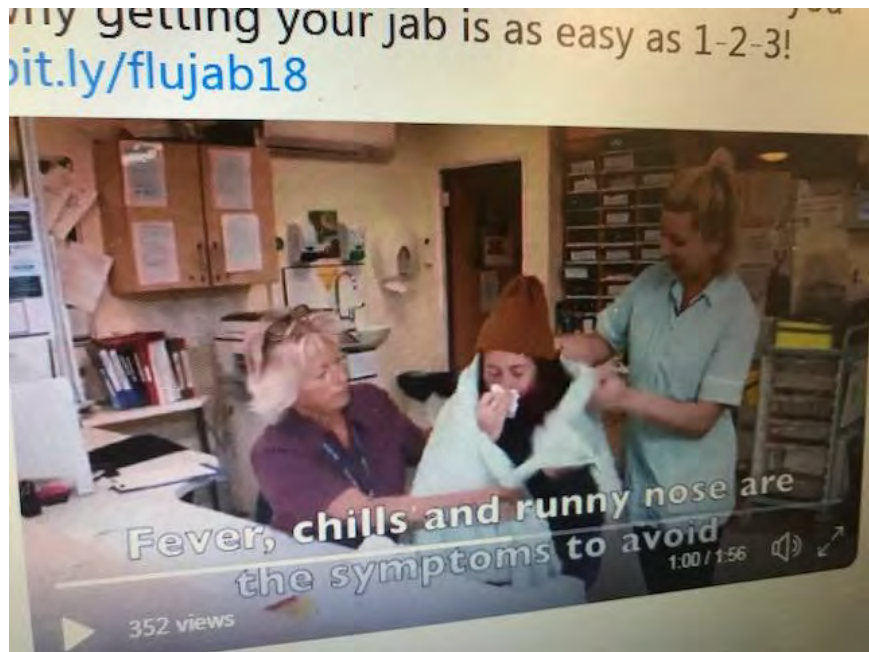 getting your jab is as easy as 1-2-3!
bit.ly/flujab18
Fever, chills and runny nose are
the symptoms to avoid
1:00 / 1:56
352 views